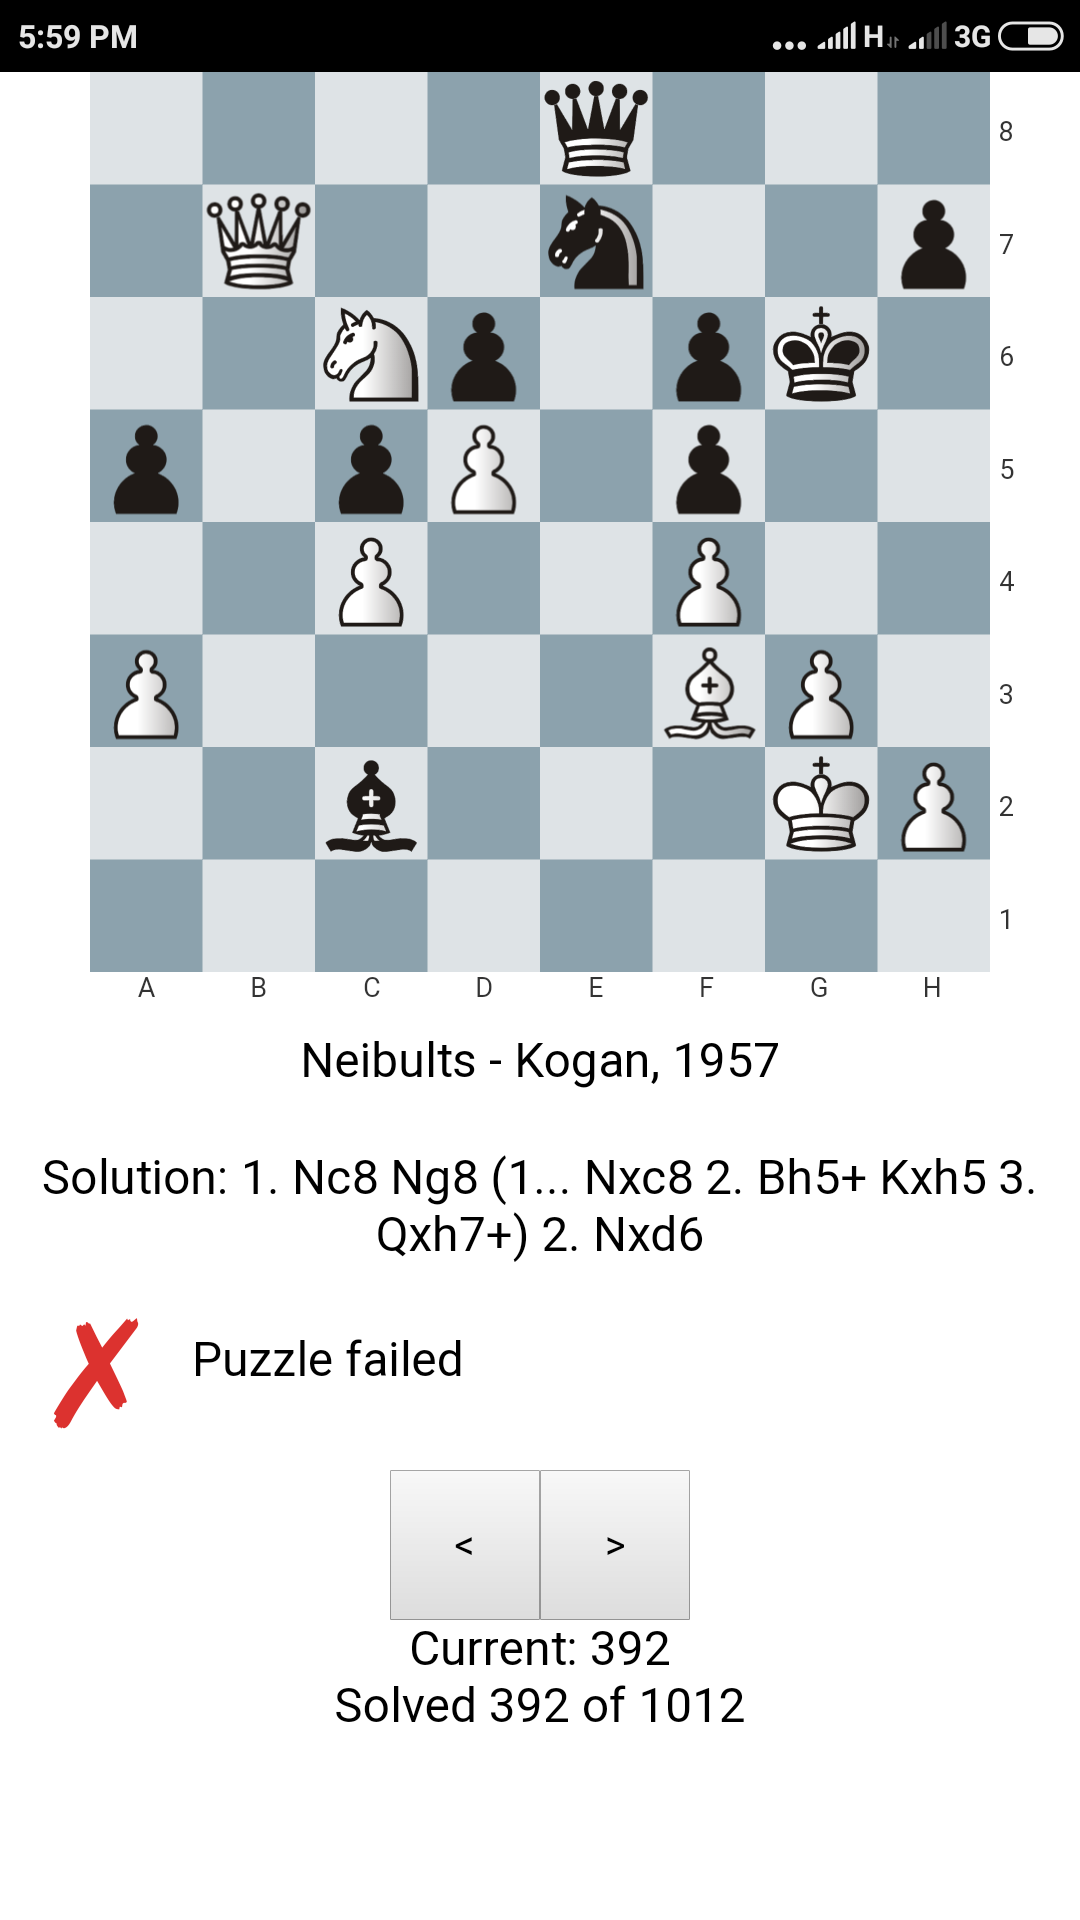 5:59 PM ... H 3G
8
7
6
5
4
3
2
1
A B C D E F G H
Neibults - Kogan, 1957
Solution: 1. Nc8 Ng8 (1... Nxc8 2. Bh5+ Kxh5 3.
Qxh7+) 2. Nxd6
Puzzle failed
< >
Current: 392
Solved 392 of 1012